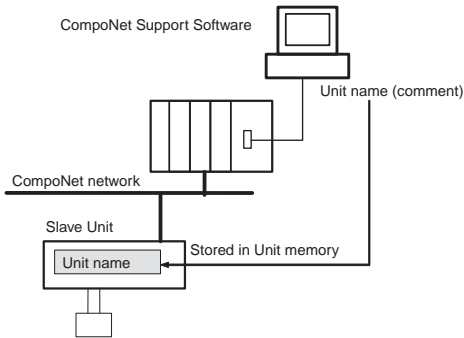 CompoNet Support Software
Unit name (comment)
CompoNet network
Slave Unit
Stored in Unit memory
Unit name